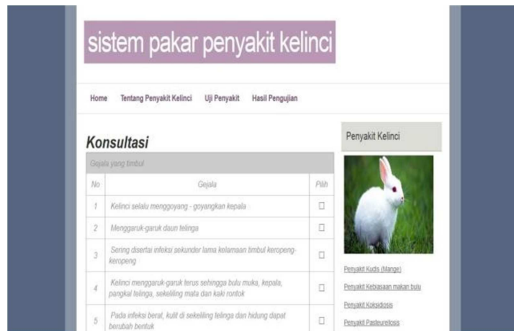 sistem pakar penyakit kelinci
Home Tentang Penyakit Kelinci Uji Penyakit Hasil Pengujian
Konsultasi
Gejala yang timbul
No Gejala Pilih
1 Kelinci selalu menggoyang - goyangkan kepala
2 Menggaruk-garuk daun telinga
3 Sering disertai infeksi sekunder lama kelamaan timbul keropeng-
keropeng
4 Kelinci menggaruk-garuk terus sehingga bulu muka, kepala,
pangkal telinga, sekeliling mata dan kaki rontok
5 Pada infeksi berat, kulit di sekeliling telinga dan hidung dapat
berubah bentuk
Penyakit Kelinci
Penyakit Kudis (Mange)
Penyakit Kebiasaan makan bulu
Penyakit Koksidiosis
Penyakit Pasteurelosis